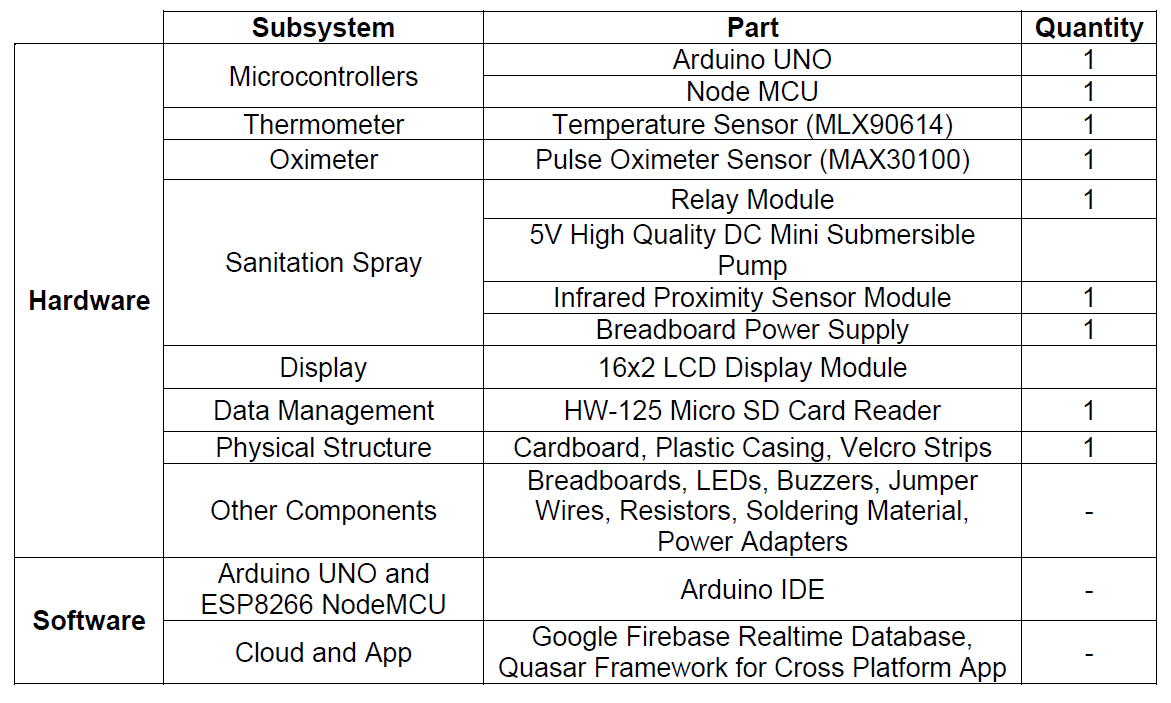 Subsystem Part Quantity
Hardware
Microcontrollers
Arduino UNO 1
Node MCU 1
Thermometer Temperature Sensor (MLX90614) 1
Oximeter Pulse Oximeter Sensor (MAX30100) 1
Sanitation Spray
Relay Module 1
5V High Quality DC Mini Submersible
Pump
Infrared Proximity Sensor Module 1
Breadboard Power Supply 1
Display 16x2 LCD Display Module
Data Management HW-125 Micro SD Card Reader 1
Physical Structure Cardboard, Plastic Casing, Velcro Strips 1
Other Components
Breadboards, LEDs, Buzzers, Jumper
Wires, Resistors, Soldering Material,
Power Adapters
-
Software
Arduino UNO and
ESP8266 NodeMCU
Arduino IDE -
Cloud and App
Google Firebase Realtime Database,
Quasar Framework for Cross Platform App
-